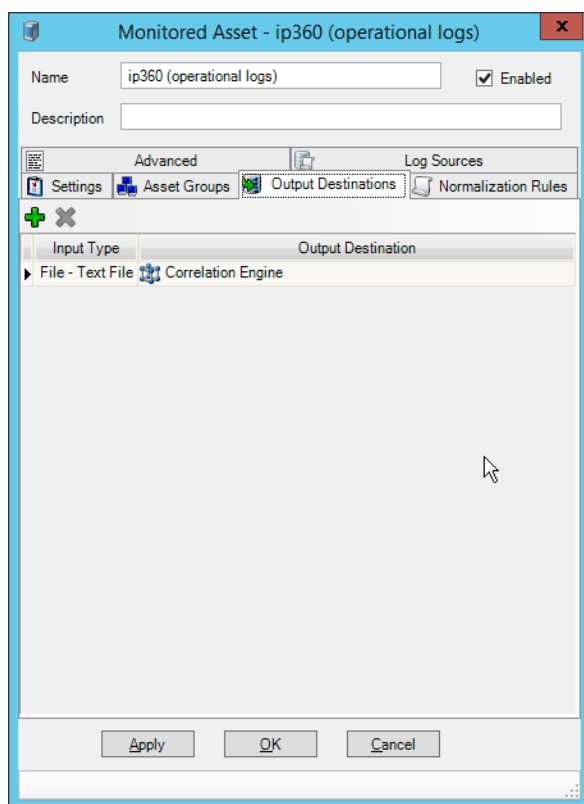 Monitored Asset - ip360 (operational logs)
x
Name ip360 (operational logs) Enabled
Description
Advanced Log Sources
Settings Asset Groups Output Destinations Normalization Rules
Input Type Output Destination
File - Text File Correlation Engine
Apply OK Cancel